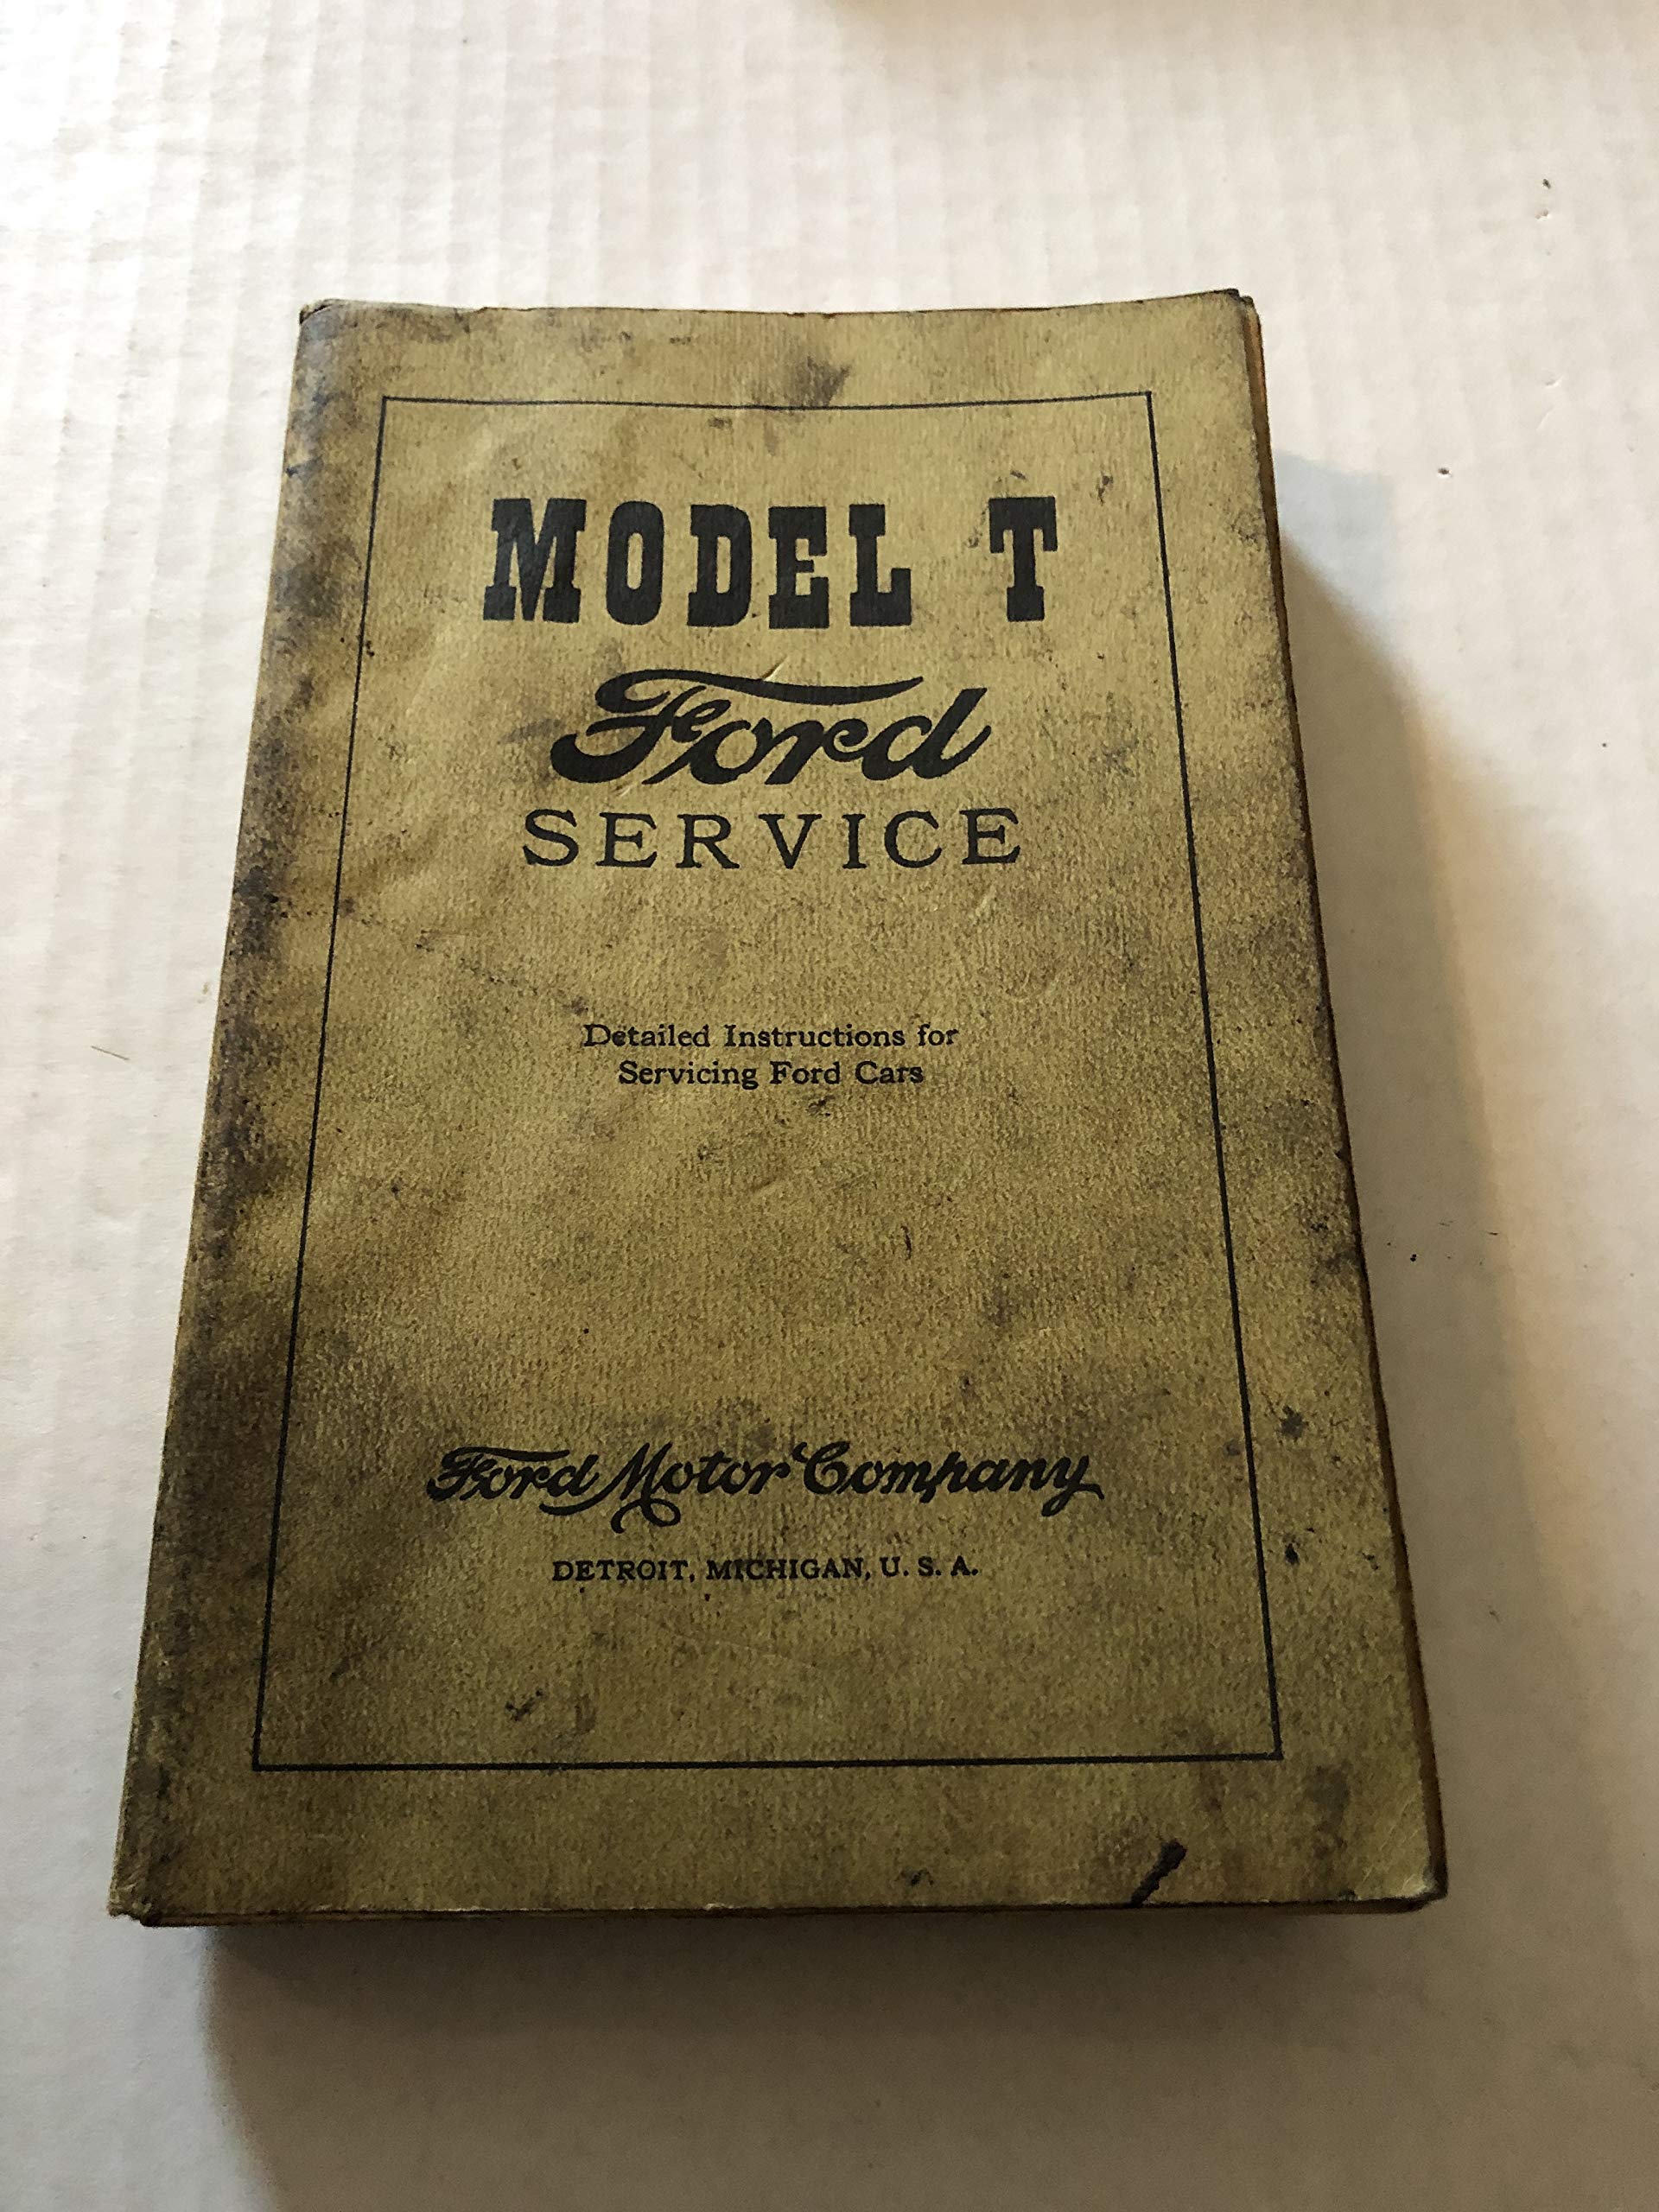 MODEL T
Ford
SERVICE
Detailed Instructions for
Servicing Ford Cars
Ford Motor Company
DETROIT, MICHIGAN, U. S. A.